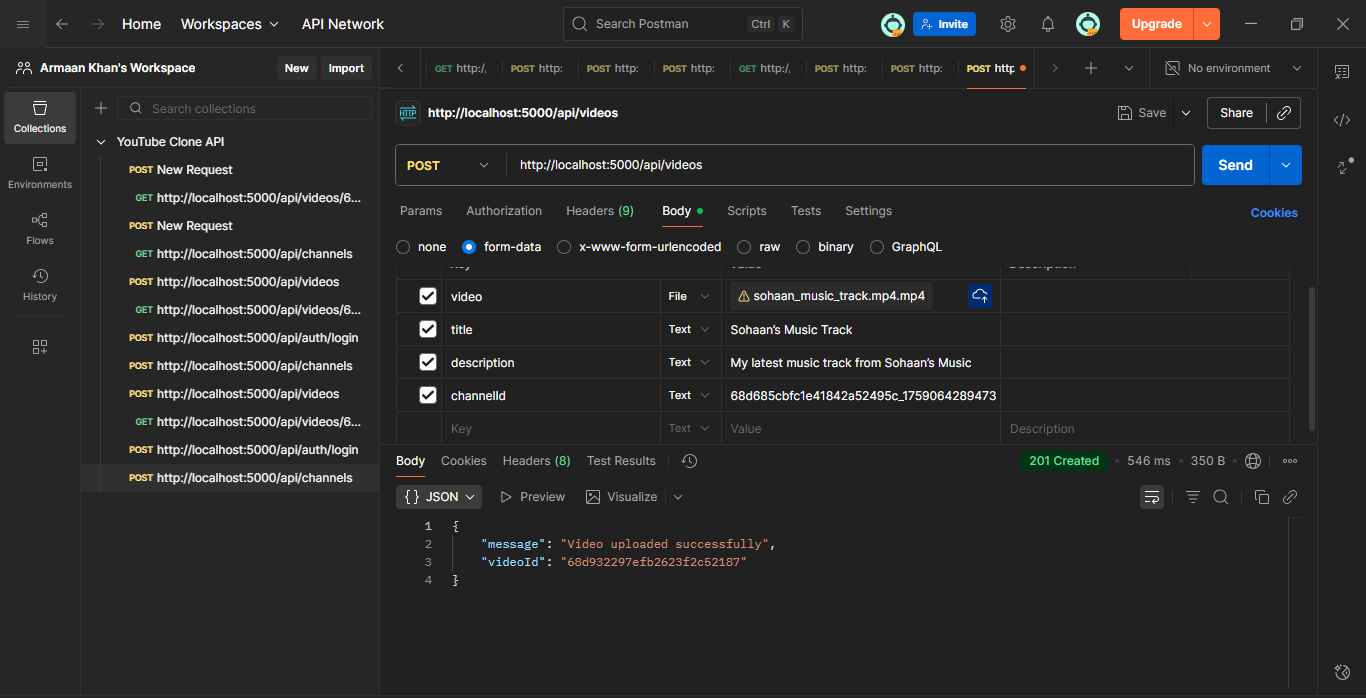 Home Workspaces API Network Search Postman Ctrl K Invite Upgrade
Armaan Khan's Workspace New Import
GET http:/, POST http: POST http: POST http: GET http:/, POST http: POST http: POST http No environment
Collections
Environments
Flows
History
Search collections
YouTube Clone API
POST New Request
GET http://localhost:5000/api/videos/6...
POST New Request
GET http://localhost:5000/api/channels
POST http://localhost:5000/api/videos
GET http://localhost:5000/api/videos/6...
POST http://localhost:5000/api/auth/login
POST http://localhost:5000/api/channels
POST http://localhost:5000/api/videos
GET http://localhost:5000/api/videos/6...
POST http://localhost:5000/api/auth/login
POST http://localhost:5000/api/channels
HTTP http://localhost:5000/api/videos Save Share
POST http://localhost:5000/api/videos Send
Params Authorization Headers (9) Body Scripts Tests Settings Cookies
none form-data x-www-form-urlencoded raw binary GraphQL
video File sohaan_music_track.mp4.mp4
title Text Sohaan’s Music Track
description Text My latest music track from Sohaan’s Music
channelId Text 68d685cbfc1e41842a52495c_1759064289473
Key Text Value Description
Body Cookies Headers (8) Test Results 201 Created 546 ms 350 B
{} JSON Preview Visualize
1 {
2 "message": "Video uploaded successfully",
3 "videoId": "68d932297efb2623f2c52187"
4 }